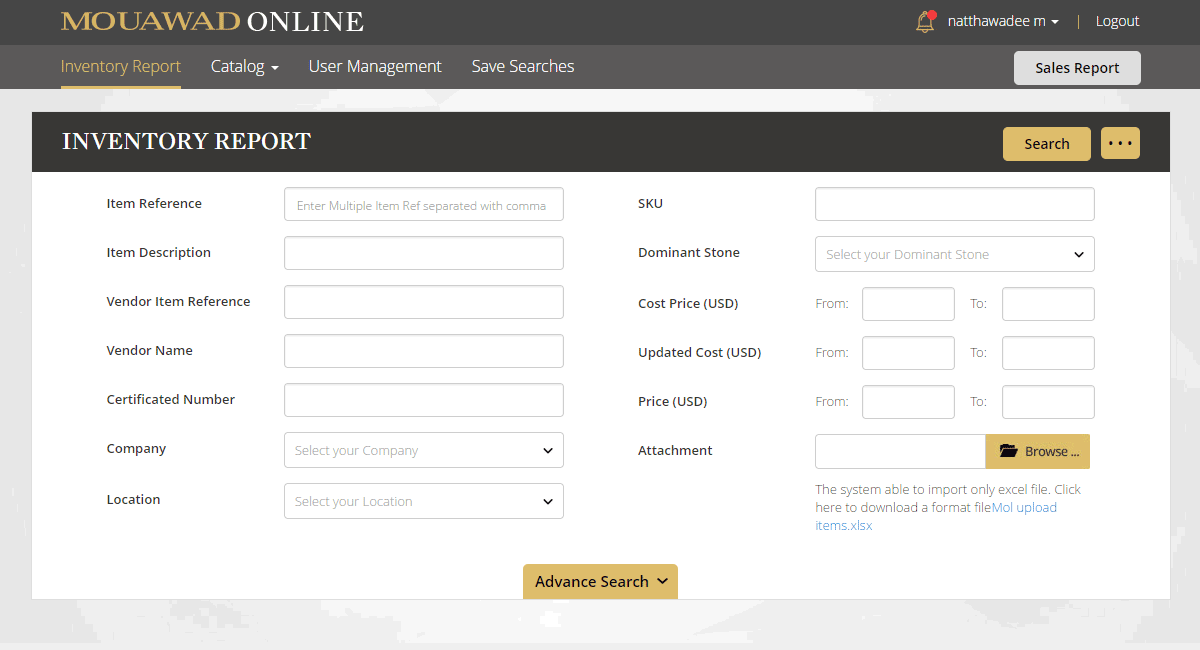 MOUAWAD ONLINE
natthawadee m | Logout
Inventory Report Catalog User Management Save Searches Sales Report
INVENTORY REPORT
Search ...
Item Reference
Enter Multiple Item Ref separated with comma
Item Description
Vendor Item Reference
Vendor Name
Certificated Number
Company
Select your Company
Location
Select your Location
SKU
Dominant Stone
Select your Dominant Stone
Cost Price (USD)
From: To:
Updated Cost (USD)
From: To:
Price (USD)
From: To:
Attachment
Browse ...
The system able to import only excel file. Click
here to download a format fileMol upload
items.xlsx
Advance Search